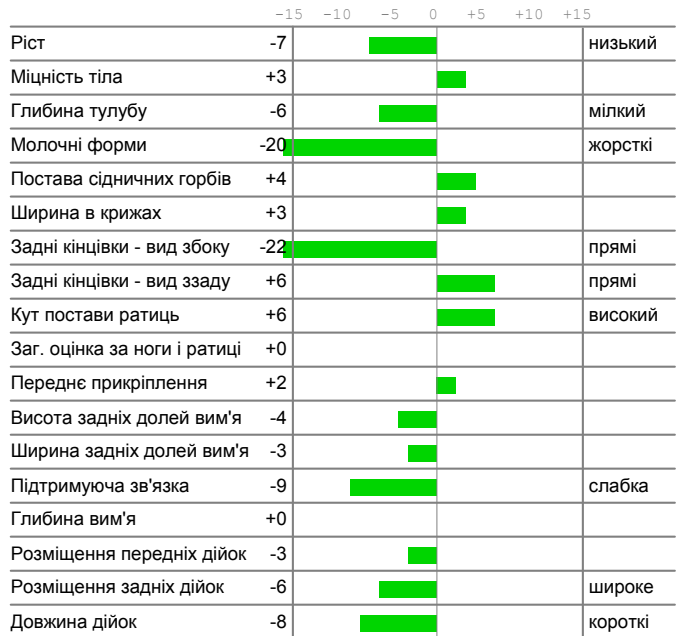 -15 -10 -5 0 +5 +10 +15
Ріст -7 низький
Міцність тіла +3
Глибина тулубу -6 мілкий
Молочні форми -20 жорсткі
Постава сідничних горбів +4
Ширина в крижах +3
Задні кінцівки - вид збоку -22 прямі
Задні кінцівки - вид ззаду +6 прямі
Кут постави ратиць +6 високий
Заг. оцінка за ноги і ратиці +0
Переднє прикріплення +2
Висота задніх долей вим'я -4
Ширина задніх долей вим'я -3
Підтримуюча зв'язка -9 слабка
Глибина вим'я +0
Розміщення передніх дійок -3
Розміщення задніх дійок -6 широке
Довжина дійок -8 короткі